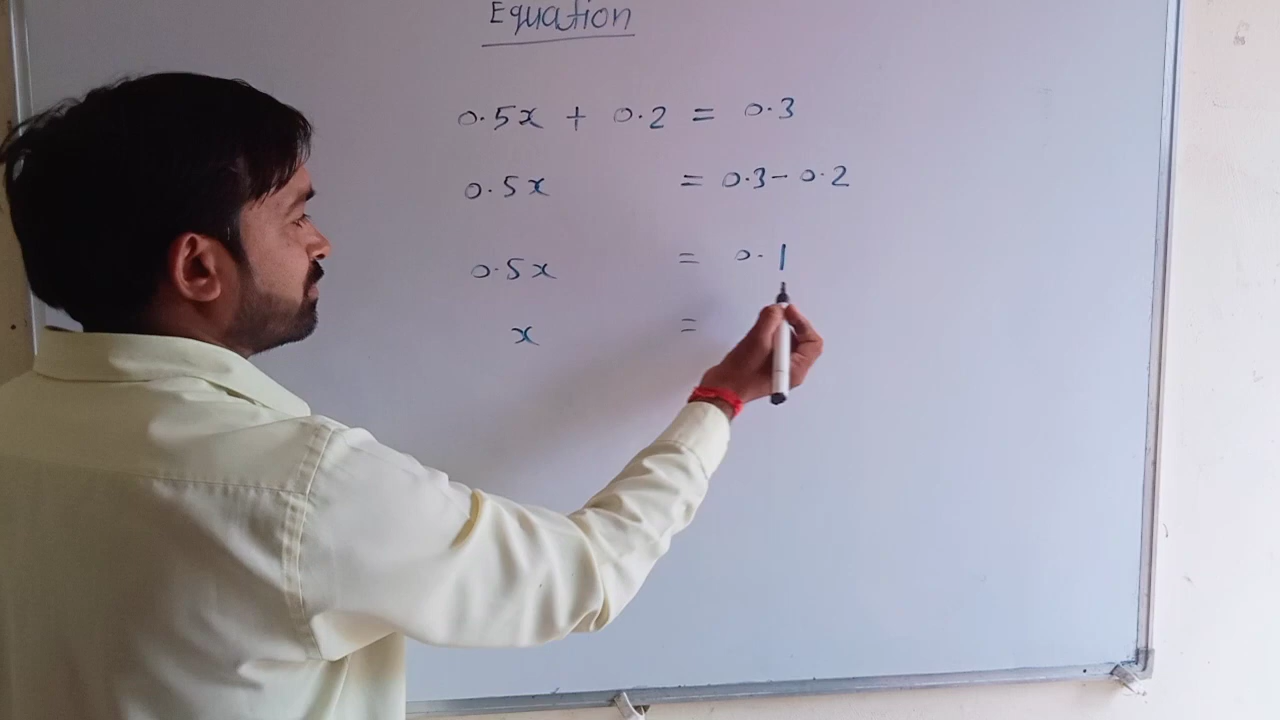 Equation
0.5x + 0.2 = 0.3
0.5x = 0.3 - 0.2
0.5x = 0.1
x =